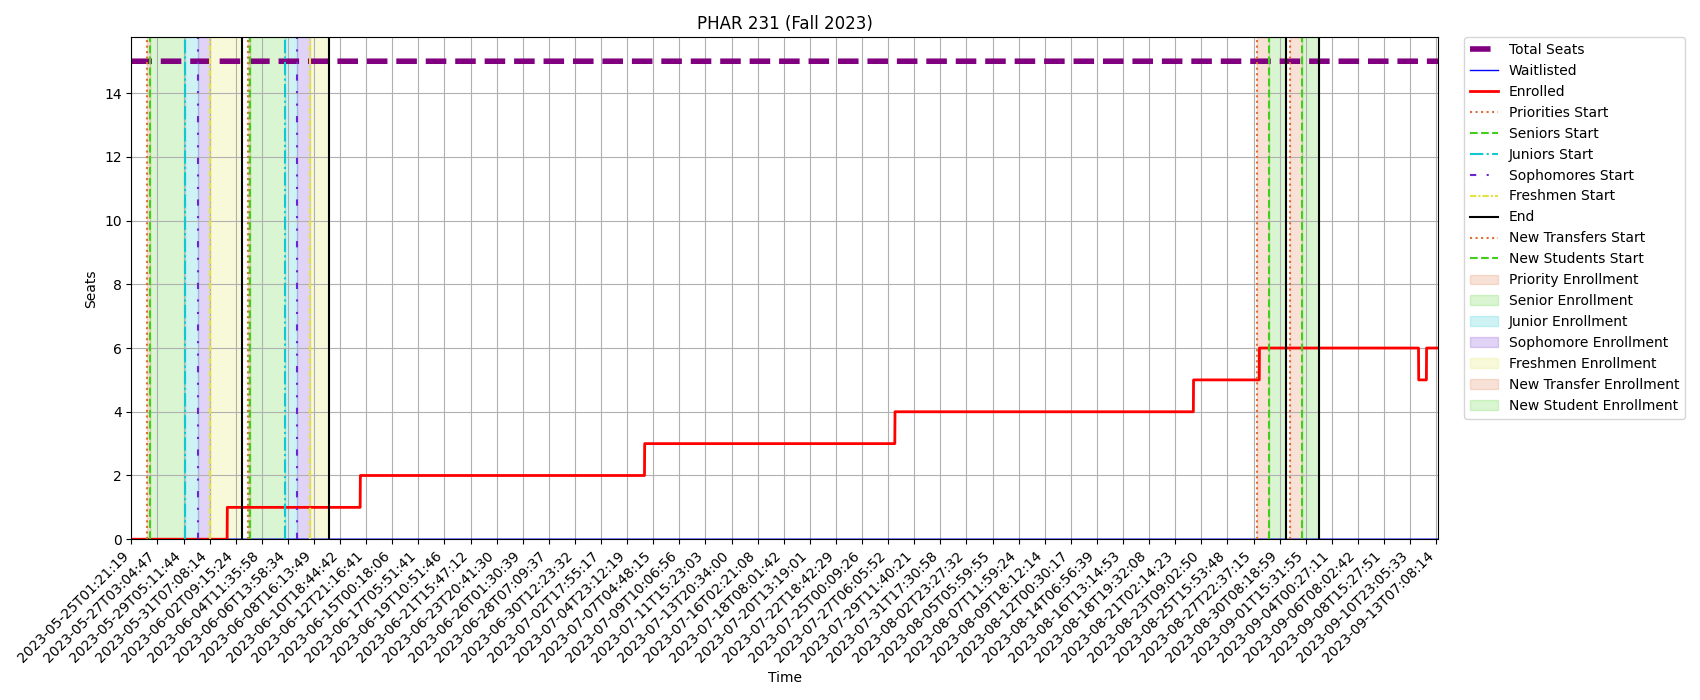 PHAR 231 (Fall 2023)
Seats
14
12
10
8
6
4
2
0
2023-05-25T01:21:19
2023-05-27T03:04:47
2023-05-29T05:11:44
2023-05-31T07:08:14
2023-06-02T09:15:24
2023-06-04T11:35:58
2023-06-06T13:58:34
2023-06-08T16:13:49
2023-06-10T18:44:42
2023-06-12T21:16:41
2023-06-15T00:18:06
2023-06-17T05:51:41
2023-06-19T10:51:46
2023-06-21T15:47:12
2023-06-23T20:41:30
2023-06-26T01:30:39
2023-06-28T07:09:37
2023-06-30T12:23:32
2023-07-02T17:55:17
2023-07-04T23:12:19
2023-07-07T04:48:15
2023-07-09T10:06:56
2023-07-11T15:23:03
2023-07-13T20:34:00
2023-07-16T02:21:08
2023-07-18T08:01:42
2023-07-20T13:19:01
2023-07-22T18:42:29
2023-07-25T00:09:26
2023-07-27T06:05:52
2023-07-29T11:40:21
2023-07-31T17:30:58
2023-08-02T23:27:32
2023-08-05T05:59:55
2023-08-07T11:59:24
2023-08-09T18:12:14
2023-08-12T00:30:17
2023-08-14T06:56:39
2023-08-16T13:14:53
2023-08-18T19:32:08
2023-08-21T02:14:23
2023-08-23T09:02:50
2023-08-25T15:53:48
2023-08-27T22:37:15
2023-08-30T08:18:59
2023-09-01T15:31:55
2023-09-04T00:27:11
2023-09-06T08:02:42
2023-09-08T15:27:51
2023-09-10T23:05:33
2023-09-13T07:08:14
Time
Total Seats
Waitlisted
Enrolled
Priorities Start
Seniors Start
Juniors Start
Sophomores Start
Freshmen Start
End
New Transfers Start
New Students Start
Priority Enrollment
Senior Enrollment
Junior Enrollment
Sophomore Enrollment
Freshmen Enrollment
New Transfer Enrollment
New Student Enrollment